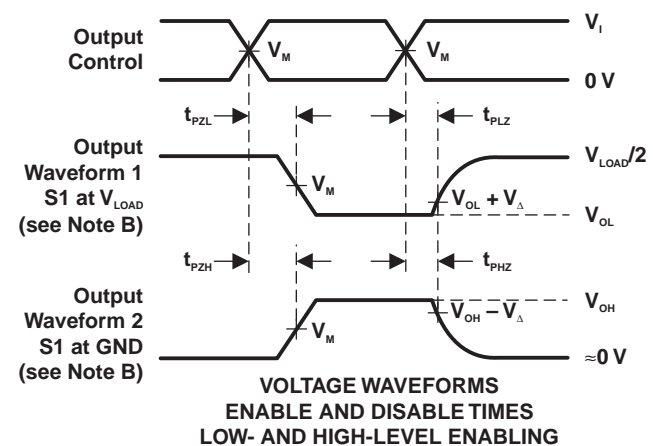 Output
Control
V_M
V_M
V_I
0 V
t_PZL
t_PLZ
Output
Waveform 1
S1 at V_LOAD
(see Note B)
V_M
V_OL + V_Δ
V_LOAD/2
V_OL
t_PZH
t_PHZ
Output
Waveform 2
S1 at GND
(see Note B)
V_M
V_OH − V_Δ
V_OH
≈0 V
VOLTAGE WAVEFORMS
ENABLE AND DISABLE TIMES
LOW- AND HIGH-LEVEL ENABLING